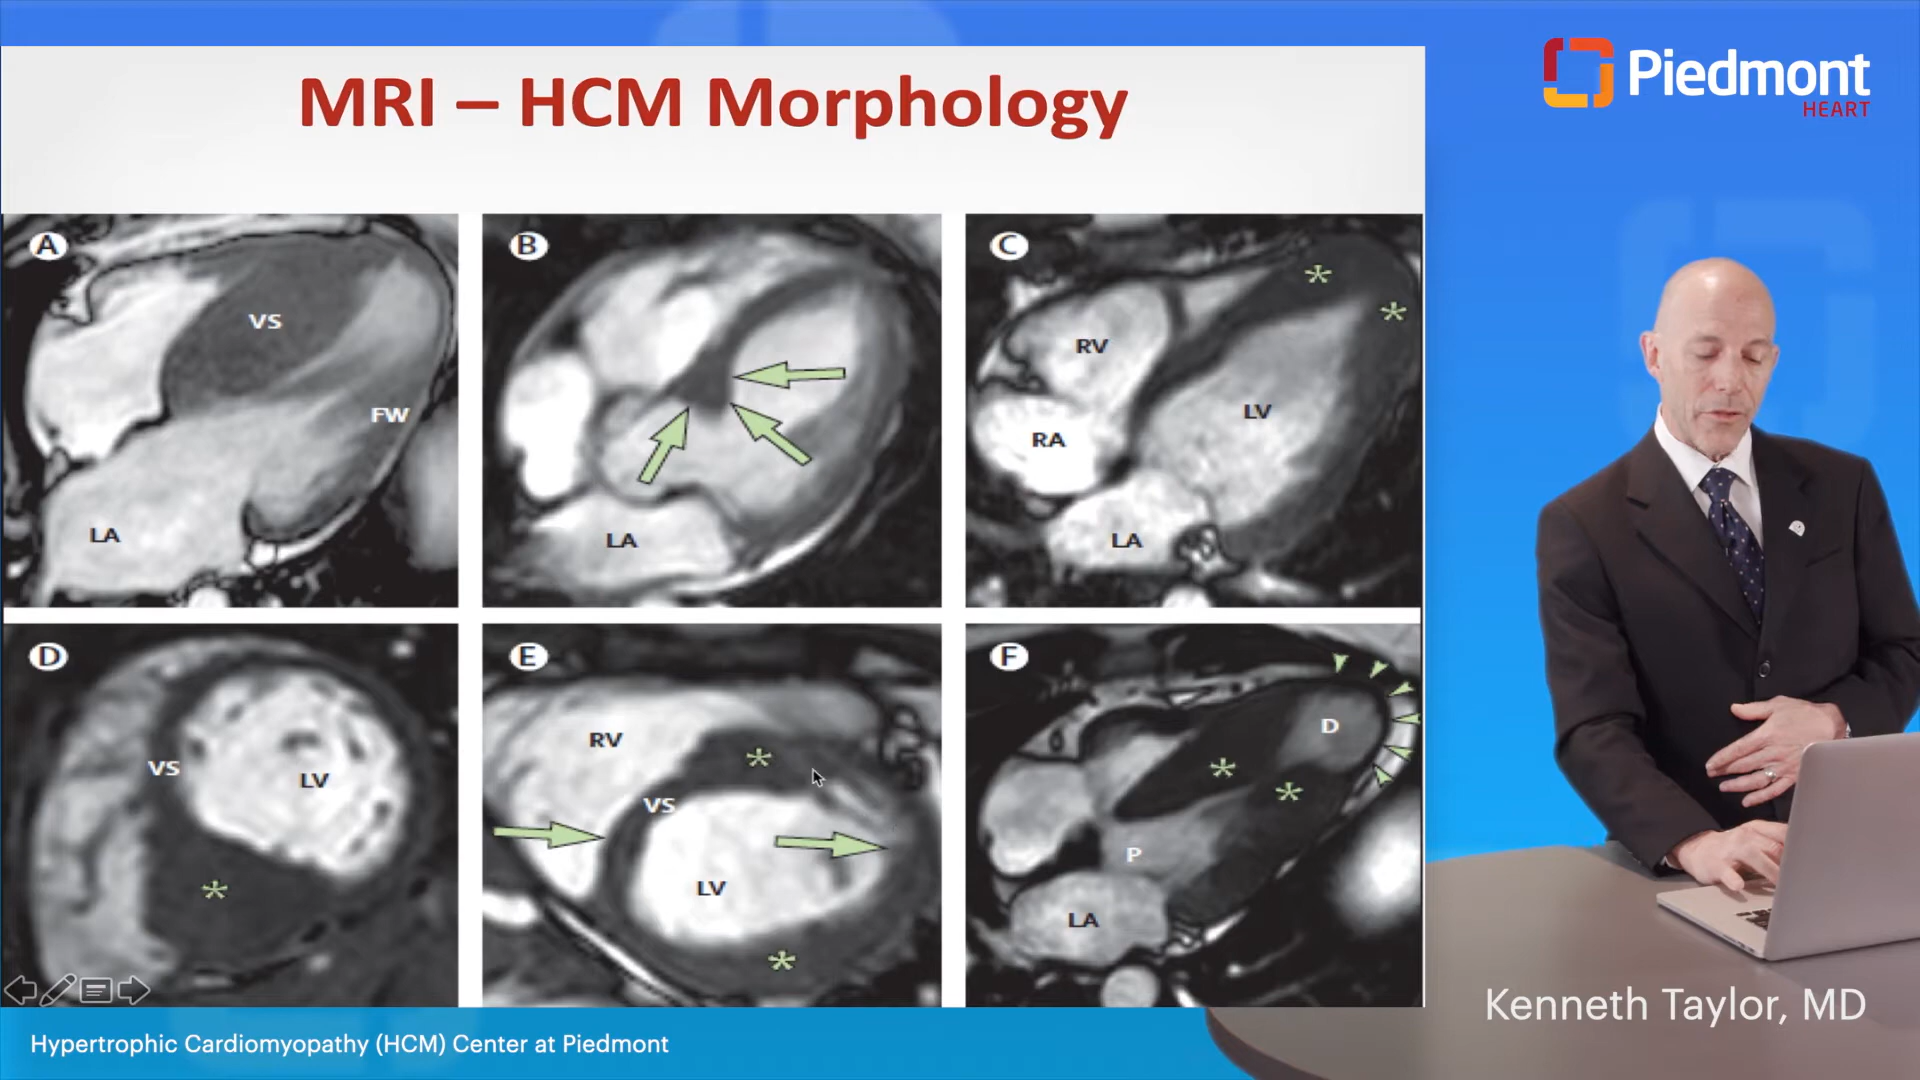 MRI – HCM Morphology
Piedmont
HEART
A
VS
FW
LA
B
LA
C
*
*
RV
LV
RA
LA
D
VS
LV
*
E
RV
*
VS
LV
*
F
D
*
*
P
LA
Kenneth Taylor, MD
Hypertrophic Cardiomyopathy (HCM) Center at Piedmont